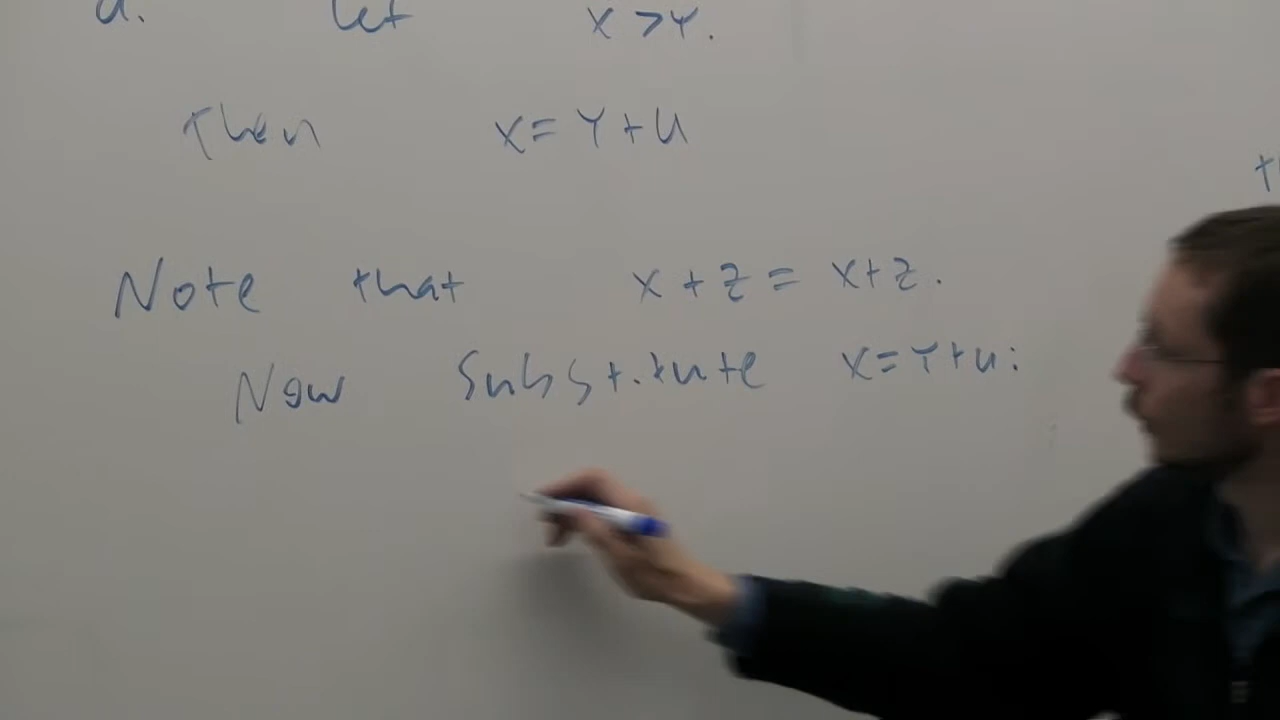 a. Let x > Y.
Then x = Y + u
Note that x + z = x + z.
Now substitute x = Y + u: